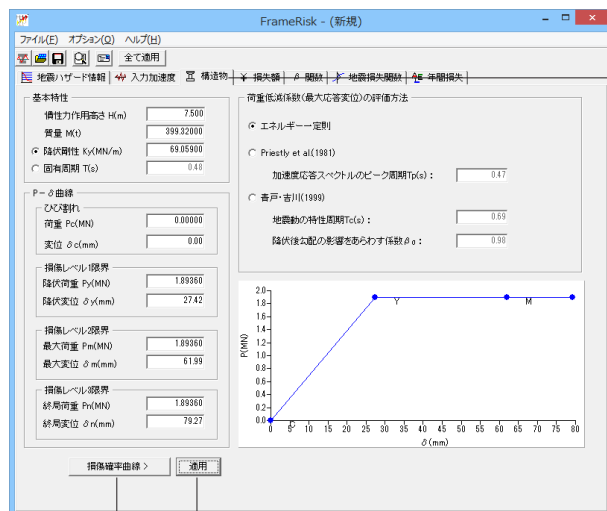 FrameRisk - (新規)
ファイル(F) オプション(O) ヘルプ(H)
全て適用
地震ハザード情報 入力加速度 構造物 ¥ 損失額 β 関数 地震損失関数 年間損失
基本特性
慣性力作用高さ H(m) 7.500
質量 M(t) 399.32000
降伏剛性 Ky(MN/m) 69.05900
固有周期 T(s) 0.48
P-δ曲線
ひび割れ
荷重 Pc(MN) 0.00000
変位 δc(mm) 0.00
損傷レベル1限界
降伏荷重 Py(MN) 1.89360
降伏変位 δy(mm) 27.42
損傷レベル2限界
最大荷重 Pm(MN) 1.89360
最大変位 δm(mm) 61.99
損傷レベル3限界
終局荷重 Pn(MN) 1.89360
終局変位 δn(mm) 79.27
荷重低減係数(最大応答変位)の評価方法
エネルギー一定則
Priestly et al(1981)
加速度応答スペクトルのピーク周期Tp(s): 0.47
青戸・吉川(1999)
地震動の特性周期Tc(s): 0.69
降伏後勾配の影響をあらわす係数β₀: 0.98
2.0
1.8
Y M
1.6
1.4
1.2
1.0
P(MN)
0.8
0.6
0.4
0.2
0.0
C
0 5 10 15 20 25 30 35 40 45 50 55 60 65 70 75 80
δ(mm)
損傷確率曲線 > 適用